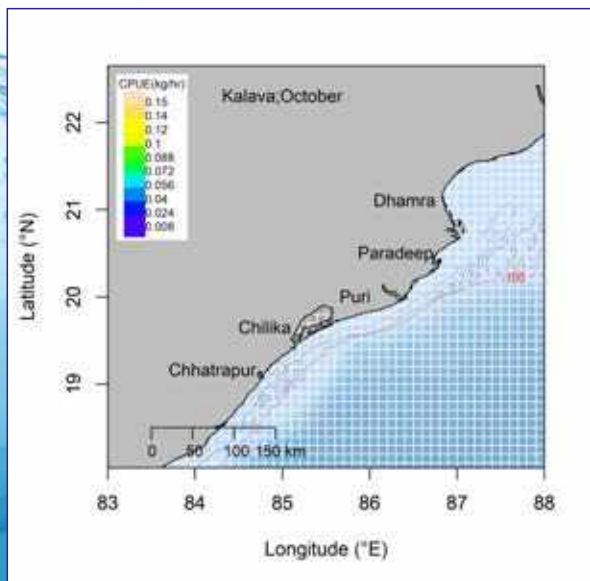 CPUE(kg/hr)
0.15
0.14
0.12
0.1
0.088
0.072
0.056
0.04
0.024
0.008
Kalava;October
Dhamra
Paradeep
100
Puri
Chilika
Chhatrapur
0 50 100 150 km
22
21
20
19
Latitude (°N)
83 84 85 86 87 88
Longitude (°E)